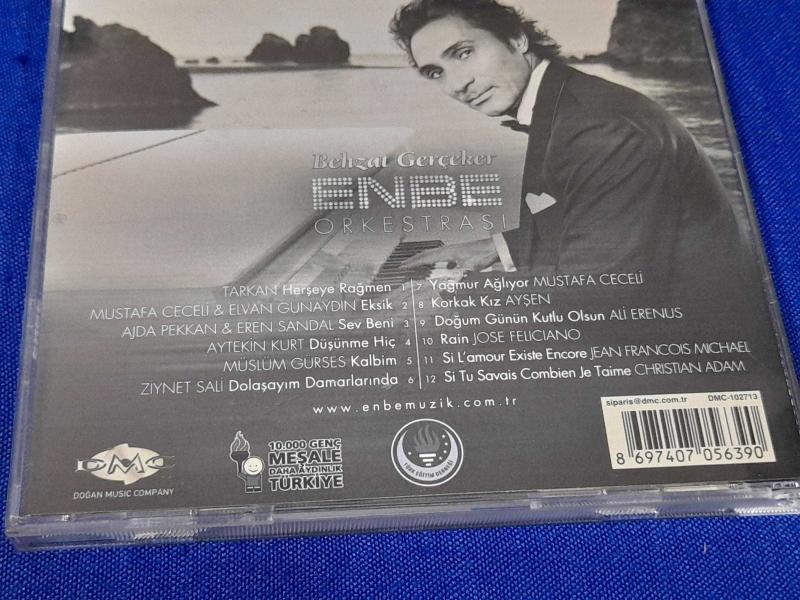 Behzat Gerçeker
ENBE
ORKESTRASI
TARKAN Herşeye Rağmen 1
MUSTAFA CECELİ & ELVAN GÜNAYDIN Eksik 2
AJDA PEKKAN & EREN SANDAL Sev Beni 3
AYTEKİN KURT Düşünme Hiç 4
MÜSLÜM GÜRSES Kalbim 5
ZİYNET SALİ Dolaşayım Damarlarında 6
7 Yağmur Ağlıyor MUSTAFA CECELİ
8 Korkak Kız AYŞEN
9 Doğum Günün Kutlu Olsun ALİ ERENUS
10 Rain JOSE FELICIANO
11 Si L'amour Existe Encore JEAN FRANCOIS MICHAEL
12 Si Tu Savais Combien Je Taime CHRISTIAN ADAM
www.enbemuzik.com.tr
siparis@dmc.com.tr DMC-102713
8 697407 056390
DMC
DOĞAN MUSIC COMPANY
10.000 GENÇ
MEŞALE
DAHA AYDINLIK
TÜRKİYE
TÜRK EĞİTİM DERNEĞİ